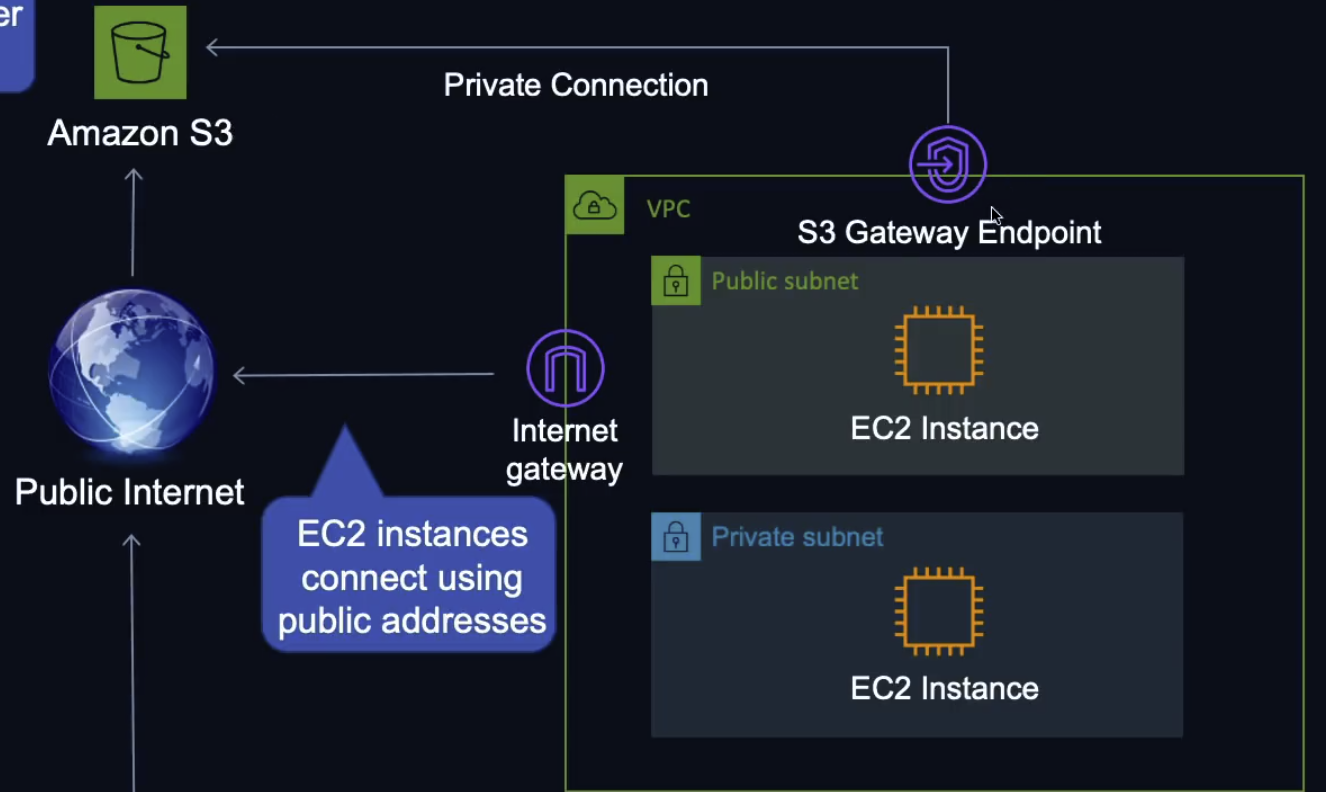 er
Amazon S3
Private Connection
VPC
S3 Gateway Endpoint
Public subnet
EC2 Instance
Internet
gateway
Public Internet
EC2 instances
connect using
public addresses
Private subnet
EC2 Instance